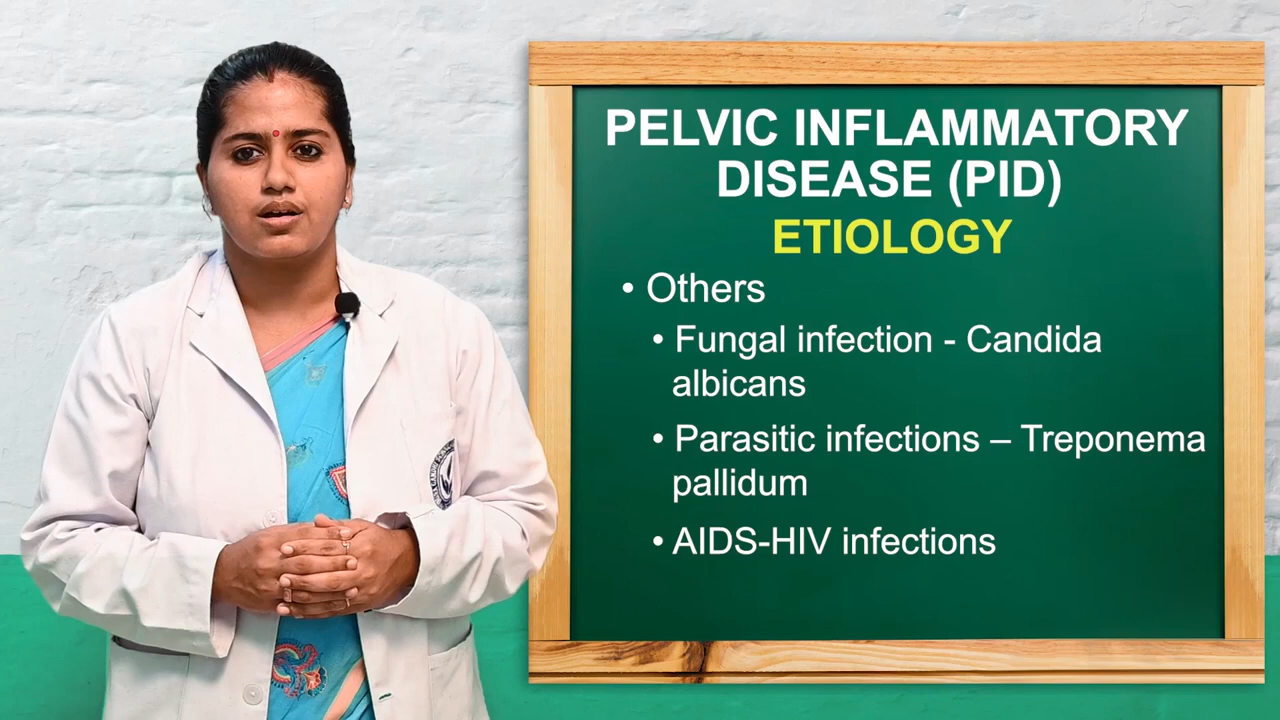 PELVIC INFLAMMATORY
DISEASE (PID)
ETIOLOGY
• Others
• Fungal infection - Candida
albicans
• Parasitic infections – Treponema
pallidum
• AIDS-HIV infections